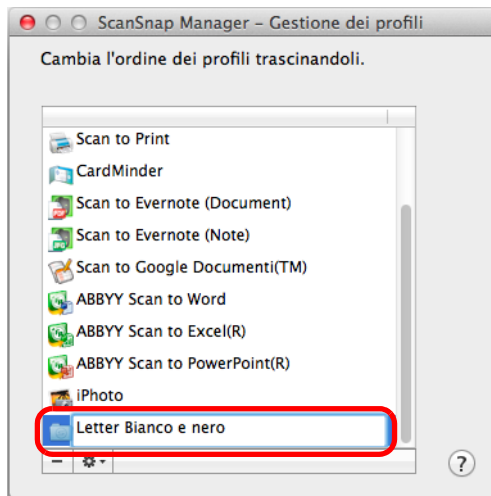 ScanSnap Manager – Gestione dei profili
Cambia l'ordine dei profili trascinandoli.
Scan to Print
CardMinder
Scan to Evernote (Document)
Scan to Evernote (Note)
Scan to Google Documenti(TM)
ABBYY Scan to Word
ABBYY Scan to Excel(R)
ABBYY Scan to PowerPoint(R)
iPhoto
Letter Bianco e nero
?